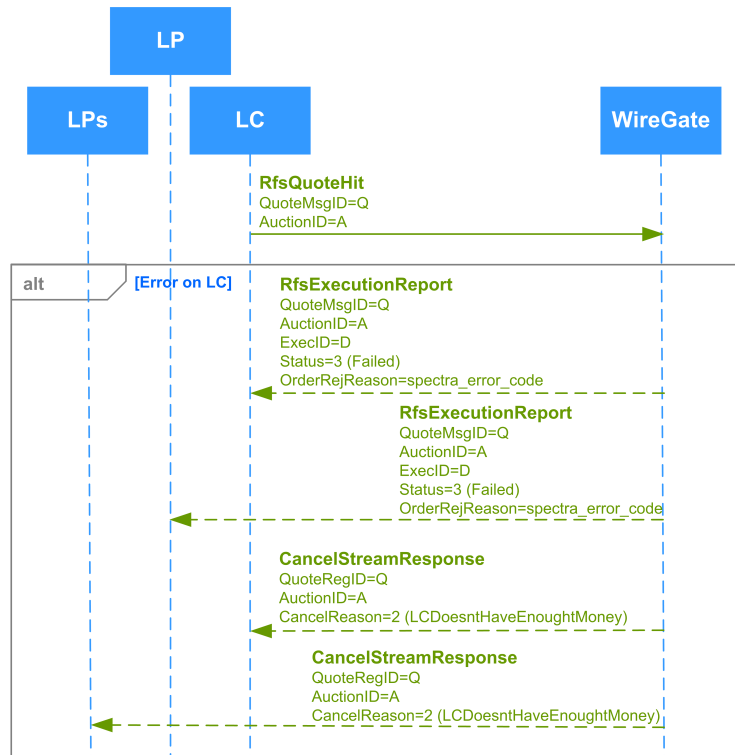 LP
LPs
LC
WireGate
RfsQuoteHit
QuoteMsgID=Q
AuctionID=A
alt
[Error on LC]
RfsExecutionReport
QuoteMsgID=Q
AuctionID=A
ExecID=D
Status=3 (Failed)
OrderRejReason=spectra_error_code
RfsExecutionReport
QuoteMsgID=Q
AuctionID=A
ExecID=D
Status=3 (Failed)
OrderRejReason=spectra_error_code
CancelStreamResponse
QuoteRegID=Q
AuctionID=A
CancelReason=2 (LCDoesntHaveEnoughtMoney)
CancelStreamResponse
QuoteRegID=Q
AuctionID=A
CancelReason=2 (LCDoesntHaveEnoughtMoney)